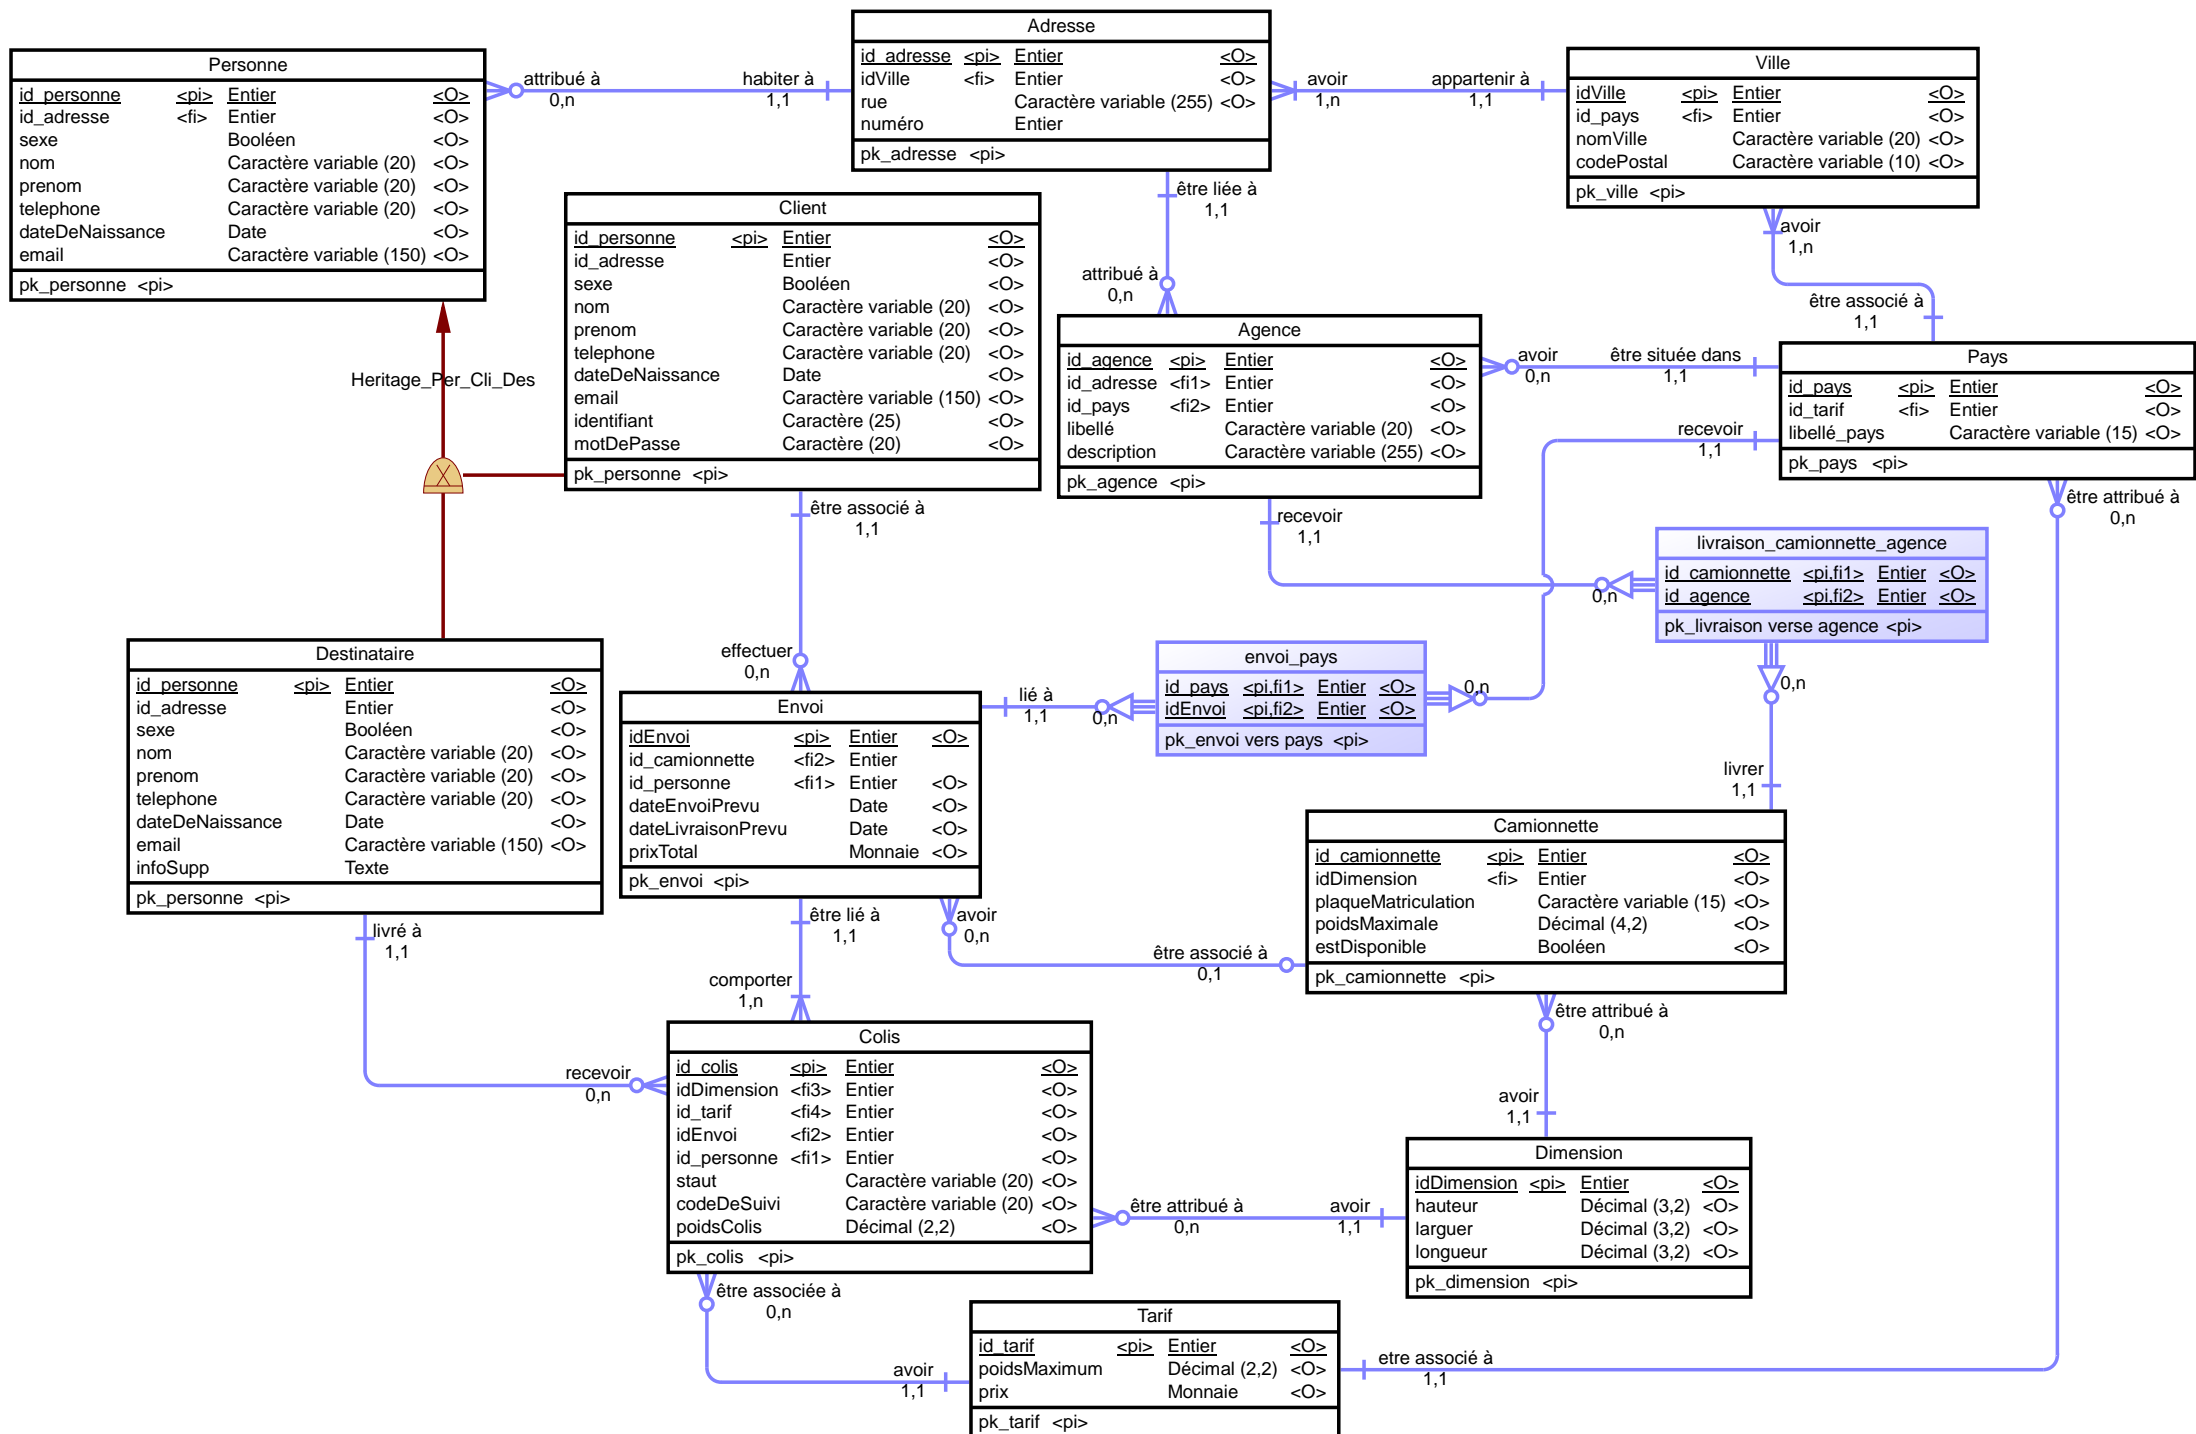 Personne
id_personne <pi> Entier <O>
id_adresse <fi> Entier <O>
sexe Booléen <O>
nom Caractère variable (20) <O>
prenom Caractère variable (20) <O>
telephone Caractère variable (20) <O>
dateDeNaissance Date <O>
email Caractère variable (150) <O>
pk_personne <pi>
attribué à
0,n
habiter à
1,1
Adresse
id_adresse <pi> Entier <O>
idVille <fi> Entier <O>
rue Caractère variable (255) <O>
numéro Entier
pk_adresse <pi>
avoir
1,n
appartenir à
1,1
Ville
idVille <pi> Entier <O>
id_pays <fi> Entier <O>
nomVille Caractère variable (20) <O>
codePostal Caractère variable (10) <O>
pk_ville <pi>
être liée à
1,1
attribué à
0,n
avoir
1,n
être associé à
1,1
Client
id_personne <pi> Entier <O>
id_adresse Entier <O>
sexe Booléen <O>
nom Caractère variable (20) <O>
prenom Caractère variable (20) <O>
telephone Caractère variable (20) <O>
dateDeNaissance Date <O>
email Caractère variable (150) <O>
identifiant Caractère (25) <O>
motDePasse Caractère (20) <O>
pk_personne <pi>
Heritage_Per_Cli_Des
Agence
id_agence <pi> Entier <O>
id_adresse <fi1> Entier <O>
id_pays <fi2> Entier <O>
libellé Caractère variable (20) <O>
description Caractère variable (255) <O>
pk_agence <pi>
avoir
0,n
être située dans
1,1
Pays
id_pays <pi> Entier <O>
id_tarif <fi> Entier <O>
libellé_pays Caractère variable (15) <O>
pk_pays <pi>
recevoir
1,1
être attribué à
0,n
être associé à
1,1
recevoir
1,1
livraison_camionnette_agence
id_camionnette <pi,fi1> Entier <O>
id_agence <pi,fi2> Entier <O>
pk_livraison verse agence <pi>
0,n
0,n
effectuer
0,n
Destinataire
id_personne <pi> Entier <O>
id_adresse Entier <O>
sexe Booléen <O>
nom Caractère variable (20) <O>
prenom Caractère variable (20) <O>
telephone Caractère variable (20) <O>
dateDeNaissance Date <O>
email Caractère variable (150) <O>
infoSupp Texte
pk_personne <pi>
Envoi
idEnvoi <pi> Entier <O>
id_camionnette <fi2> Entier
id_personne <fi1> Entier <O>
dateEnvoiPrevu Date <O>
dateLivraisonPrevu Date <O>
prixTotal Monnaie <O>
pk_envoi <pi>
lié à
1,1
0,n
envoi_pays
id_pays <pi,fi1> Entier <O>
idEnvoi <pi,fi2> Entier <O>
pk_envoi vers pays <pi>
0,n
livrer
1,1
Camionnette
id_camionnette <pi> Entier <O>
idDimension <fi> Entier <O>
plaqueMatriculation Caractère variable (15) <O>
poidsMaximale Décimal (4,2) <O>
estDisponible Booléen <O>
pk_camionnette <pi>
livré à
1,1
être lié à
1,1
avoir
0,n
être associé à
0,1
comporter
1,n
être attribué à
0,n
recevoir
0,n
avoir
1,1
Colis
id_colis <pi> Entier <O>
idDimension <fi3> Entier <O>
id_tarif <fi4> Entier <O>
idEnvoi <fi2> Entier <O>
id_personne <fi1> Entier <O>
staut Caractère variable (20) <O>
codeDeSuivi Caractère variable (20) <O>
poidsColis Décimal (2,2) <O>
pk_colis <pi>
être attribué à
0,n
avoir
1,1
Dimension
idDimension <pi> Entier <O>
hauteur Décimal (3,2) <O>
larguer Décimal (3,2) <O>
longueur Décimal (3,2) <O>
pk_dimension <pi>
être associée à
0,n
avoir
1,1
Tarif
id_tarif <pi> Entier <O>
poidsMaximum Décimal (2,2) <O>
prix Monnaie <O>
pk_tarif <pi>
etre associé à
1,1